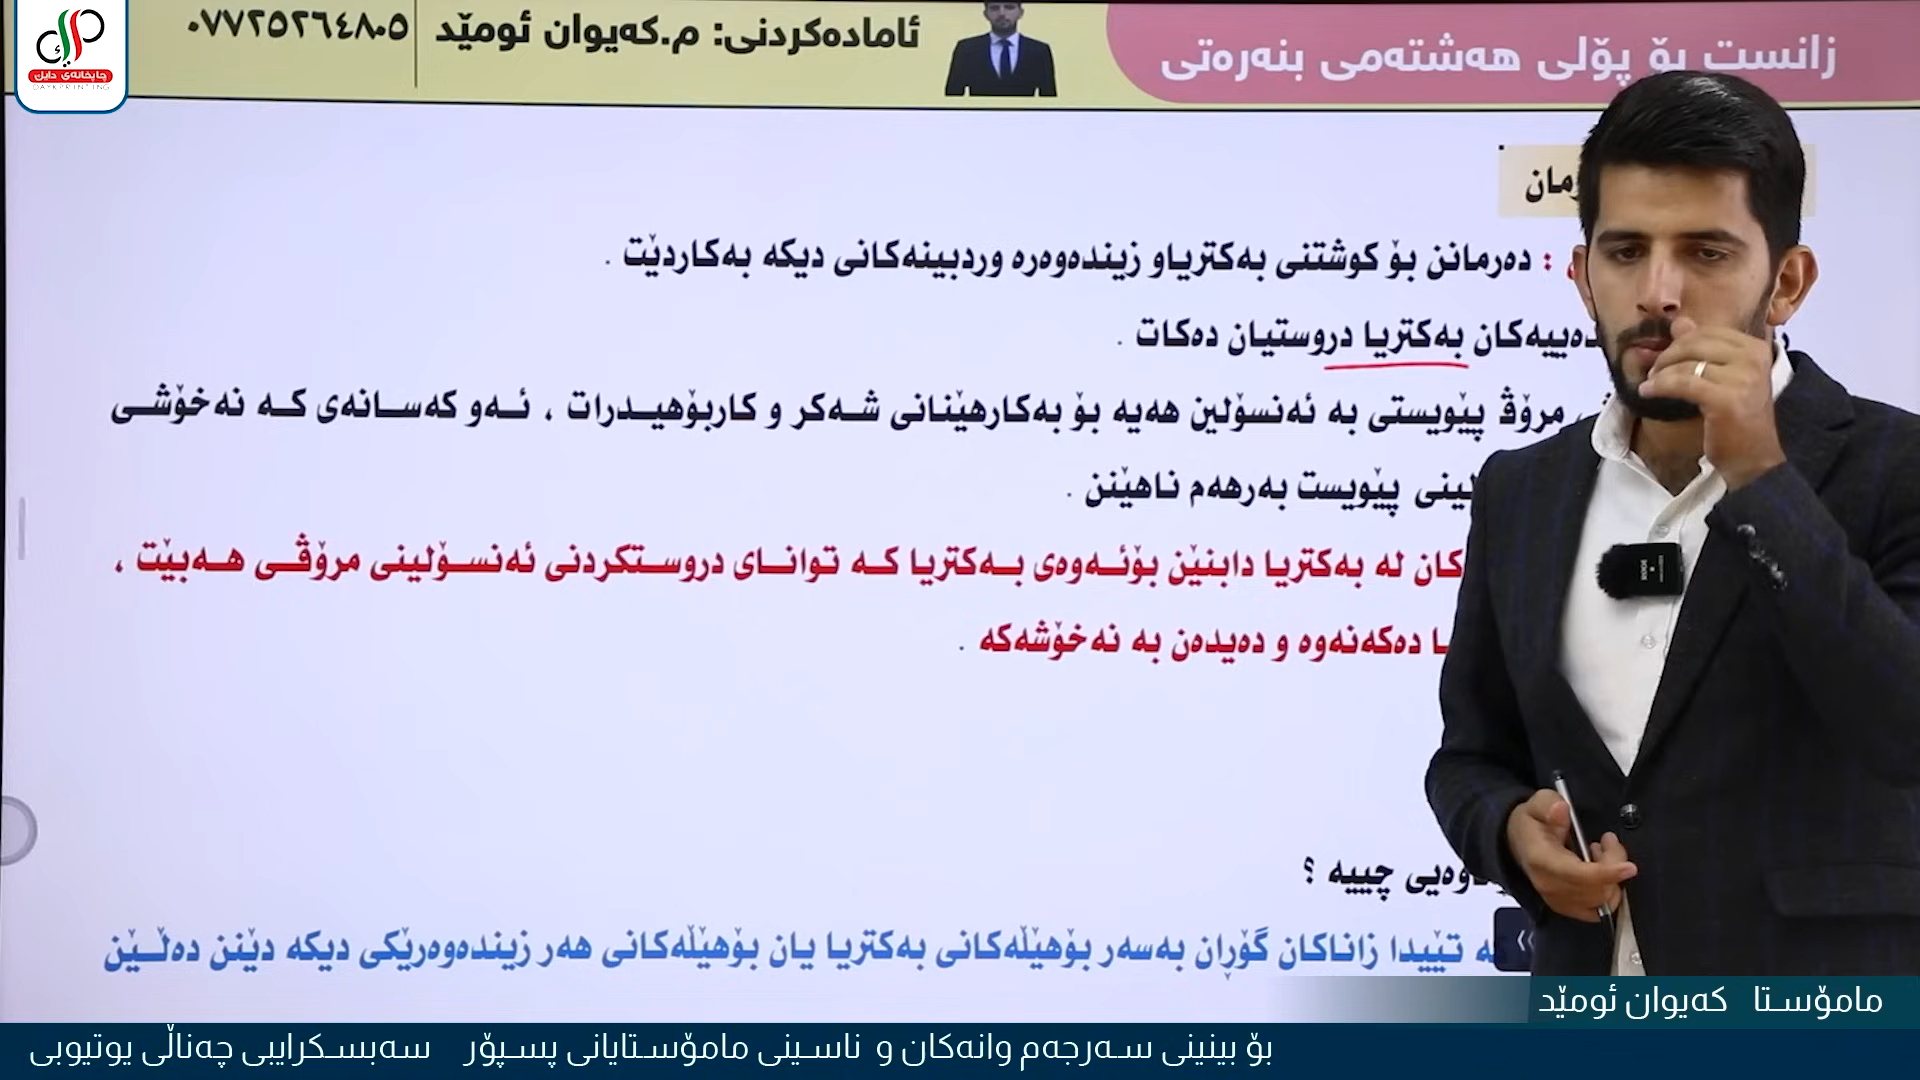 چاپخانەی دایک
DAYKPRINTING
زانست بۆ پۆلی هەشتەمی بنەرەتی
ئامادەکردنی: م.کەیوان ئومێد
٠٧٧٢٥٢٦٤٨٠٥
: دەرمانن بۆ کوشتنی بەکتریاو زیندەوەرە وردبینەکانی دیکە بەکاردێت .
بەکتریا دروستیان دەکات .
مرۆڤ پێویستی بە ئەنسۆلین هەیە بۆ بەکارهێنانی شەکر و کاربۆهیدرات ، ئەو کەسانەی کە نەخۆشی
پێویست بەرهەم ناهێنن .
لە بەکتریا دابنێن بۆئەوەی بەکتریا کە توانای دروستکردنی ئەنسۆلینی مرۆڤی هەبێت ،
دەکەنەوە و دەیدەن بە نەخۆشەکە .
چییە ؟
تێیدا زاناکان گۆڕان بەسەر بۆهێڵەکانی بەکتریا یان بۆهێڵەکانی هەر زیندەوەرێکی دیکە دێنن دەڵێن
مامۆستا کەیوان ئومێد
بۆ بینینی سەرجەم وانەکان و ناسینی مامۆستایانی پسپۆر سەبسکرایبی چەناڵی یوتیوبی